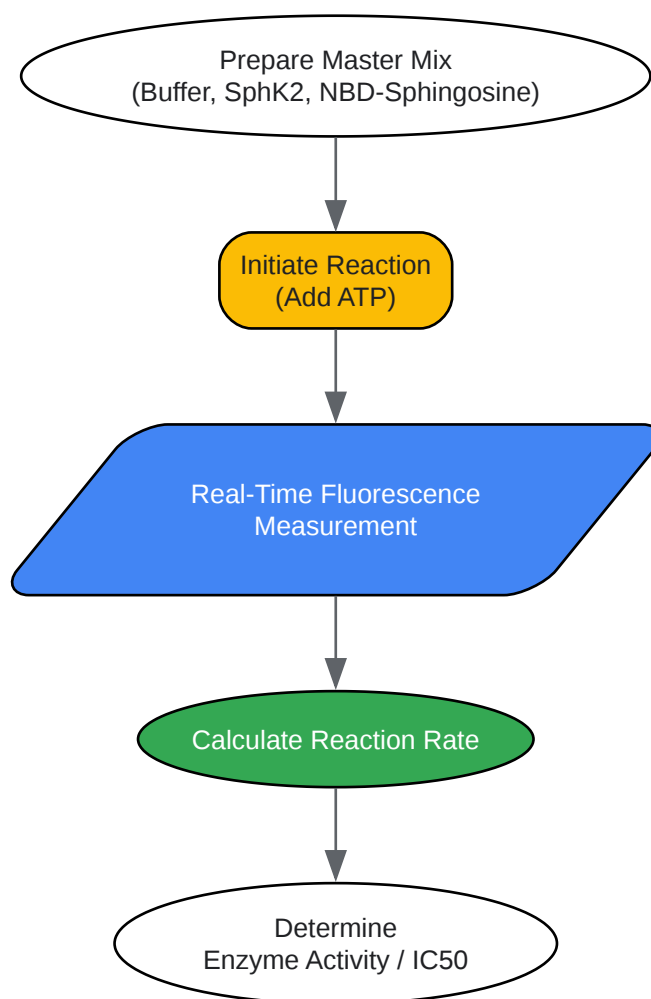 Prepare Master Mix
(Buffer, SphK2, NBD-Sphingosine)
Initiate Reaction
(Add ATP)
Real-Time Fluorescence
Measurement
Calculate Reaction Rate
Determine
Enzyme Activity / IC50